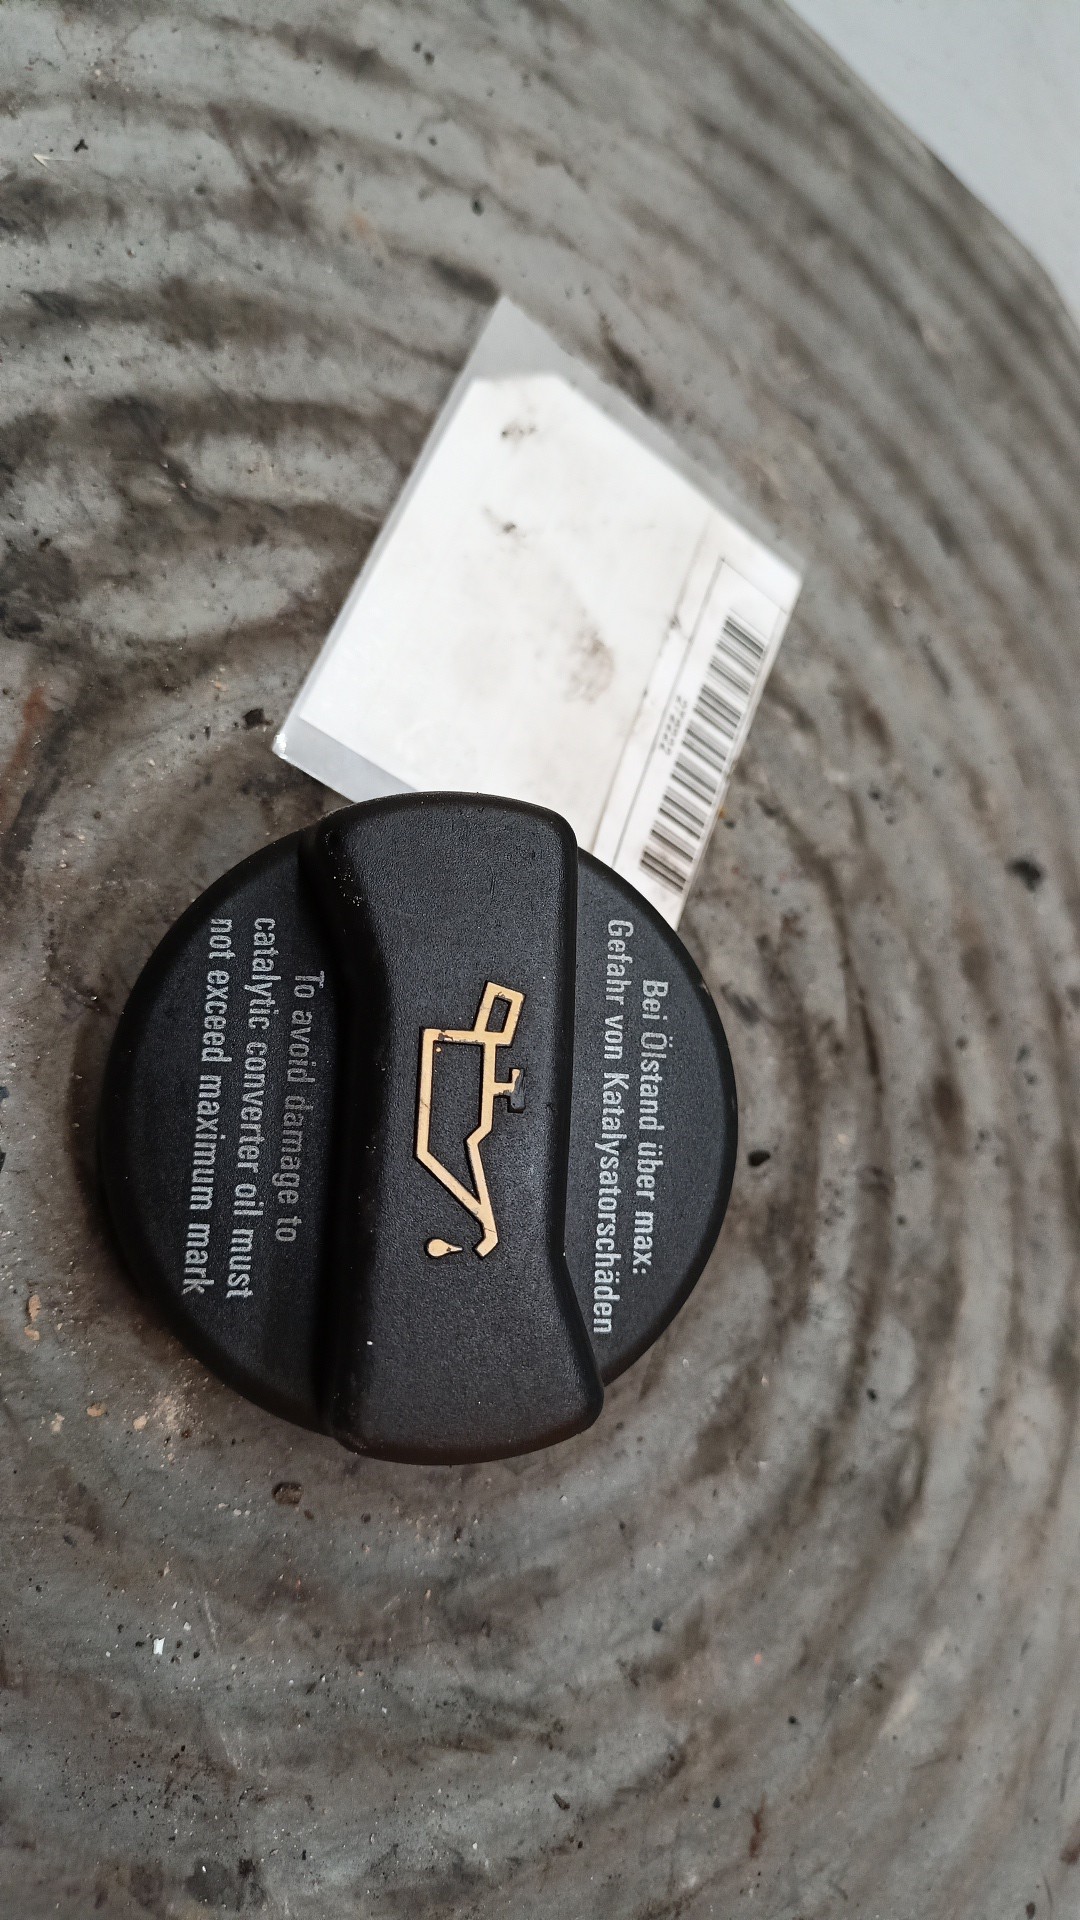 Bei Ölstand über max:
Gefahr von Katalysatorschäden
To avoid damage to
catalytic converter oil must
not exceed maximum mark